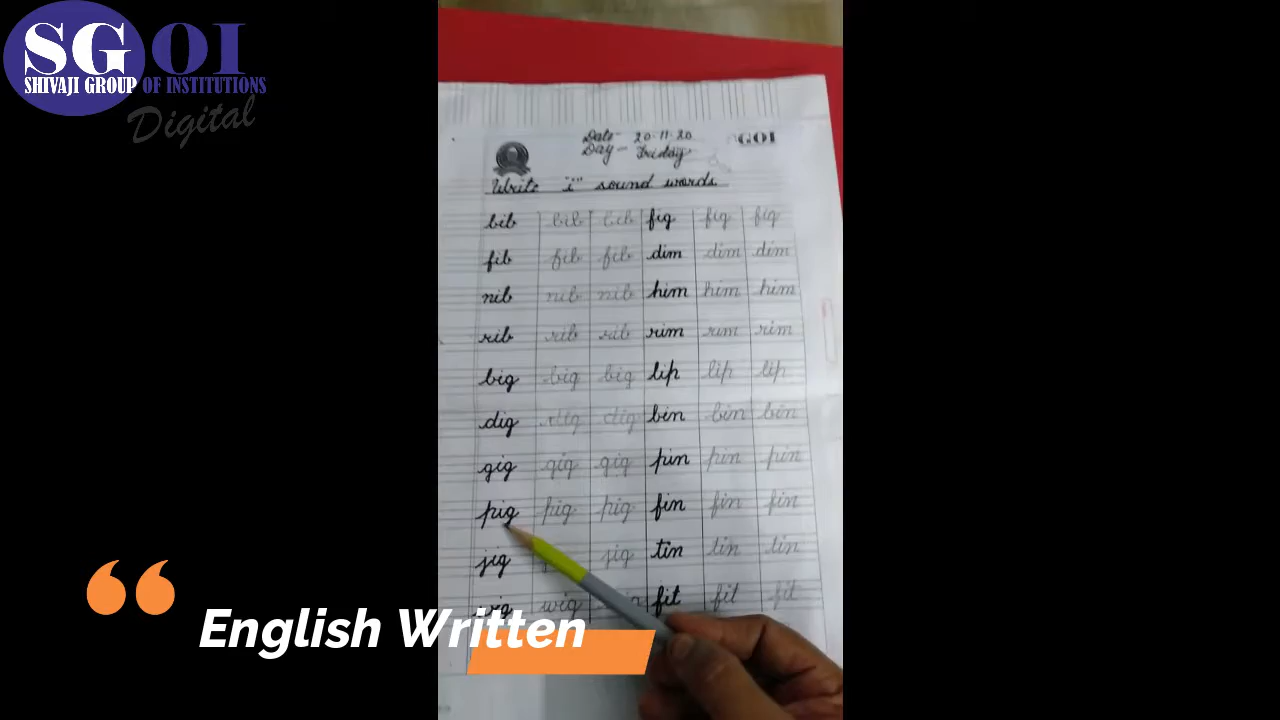 SGOI
SHIVAJI GROUP OF INSTITUTIONS
Digital
Date- 20.11.20
SGOI
Day- Friday
Write "i" sound words
bib bib bib fig fig fig
fib fib fib dim dim dim
nib nib nib him him him
rib rib rib rim rim rim
big big big lip lip lip
dig dig dig bin bin bin
gig gig gig pin pin pin
pig pig pig fin fin fin
jig jig tin tin tin
wig wig fit fit fit
English Written